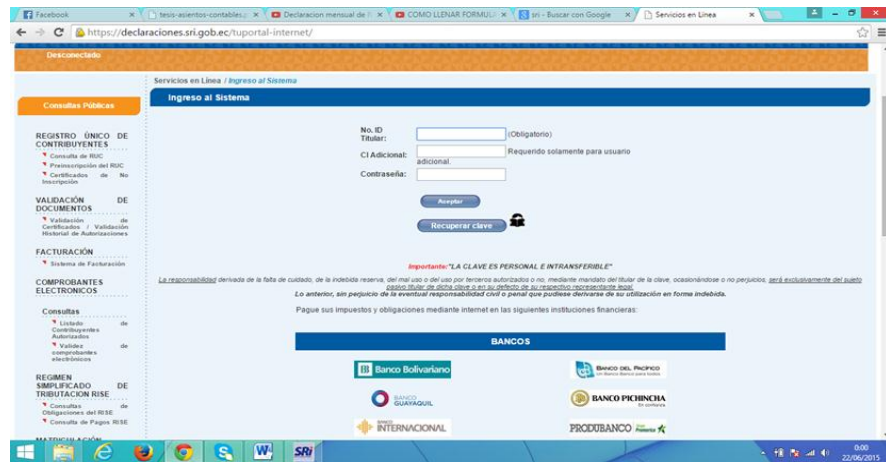 Facebook
tesis-asientos-contables.p
Declaracion mensual de I
COMO LLENAR FORMULA
sri - Buscar con Google
Servicios en Linea
https://declaraciones.sri.gob.ec/tuportal-internet/
Desconectado
Servicios en Línea / Ingreso al Sistema
Ingreso al Sistema
Consultas Públicas
REGISTRO ÚNICO DE
CONTRIBUYENTES
Consulta de RUC
Preinscripción del RUC
Certificados de No
Inscripción
VALIDACIÓN DE
DOCUMENTOS
Validación de
Certificados / Validación
Historial de Autorizaciones
FACTURACIÓN
Sistema de Facturación
COMPROBANTES
ELECTRONICOS
Consultas
Listado de
Contribuyentes
Autorizados
Validez de
comprobantes
electrónicos
REGIMEN
SIMPLIFICADO DE
TRIBUTACION RISE
Consultas de
Obligaciones del RISE
Consulta de Pagos RISE
MATRICULACIÓN
No. ID
Titular:
(Obligatorio)
CI Adicional:
Requerido solamente para usuario
adicional.
Contraseña:
Aceptar
Recuperar clave
Importante:"LA CLAVE ES PERSONAL E INTRANSFERIBLE"
La responsabilidad derivada de la falta de cuidado, de la indebida reserva, del mal uso o del uso por terceros autorizados o no, mediante mandato del titular de la clave, ocasionándose o no perjuicios, será exclusivamente del sujeto
pasivo titular de dicha clave o en su defecto de su respectivo representante legal.
Lo anterior, sin perjuicio de la eventual responsabilidad civil o penal que pudiese derivarse de su utilización en forma indebida.
Pague sus impuestos y obligaciones mediante internet en las siguientes instituciones financieras:
BANCOS
Banco Bolivariano
BANCO DEL PACIFICO
BANCO
GUAYAQUIL
BANCO PICHINCHA
En confianza
BANCO
INTERNACIONAL
PRODUBANCO
SRi
0:00
22/06/2015